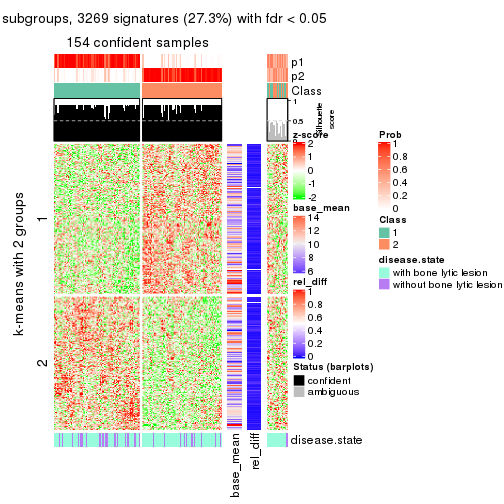 subgroups, 3269 signatures (27.3%) with fdr < 0.05
154 confident samples
p1
p2
Class
1
0.5
0
Silhouette
score
k-means with 2 groups
1
2
z-score
2
1
0
-1
-2
base_mean
14
12
10
8
6
rel_diff
1
0.8
0.6
0.4
0.2
0
Status (barplots)
confident
ambiguous
Prob
1
0.8
0.6
0.4
0.2
0
Class
1
2
disease.state
with bone lytic lesion
without bone lytic lesion
disease.state
base_mean
rel_diff